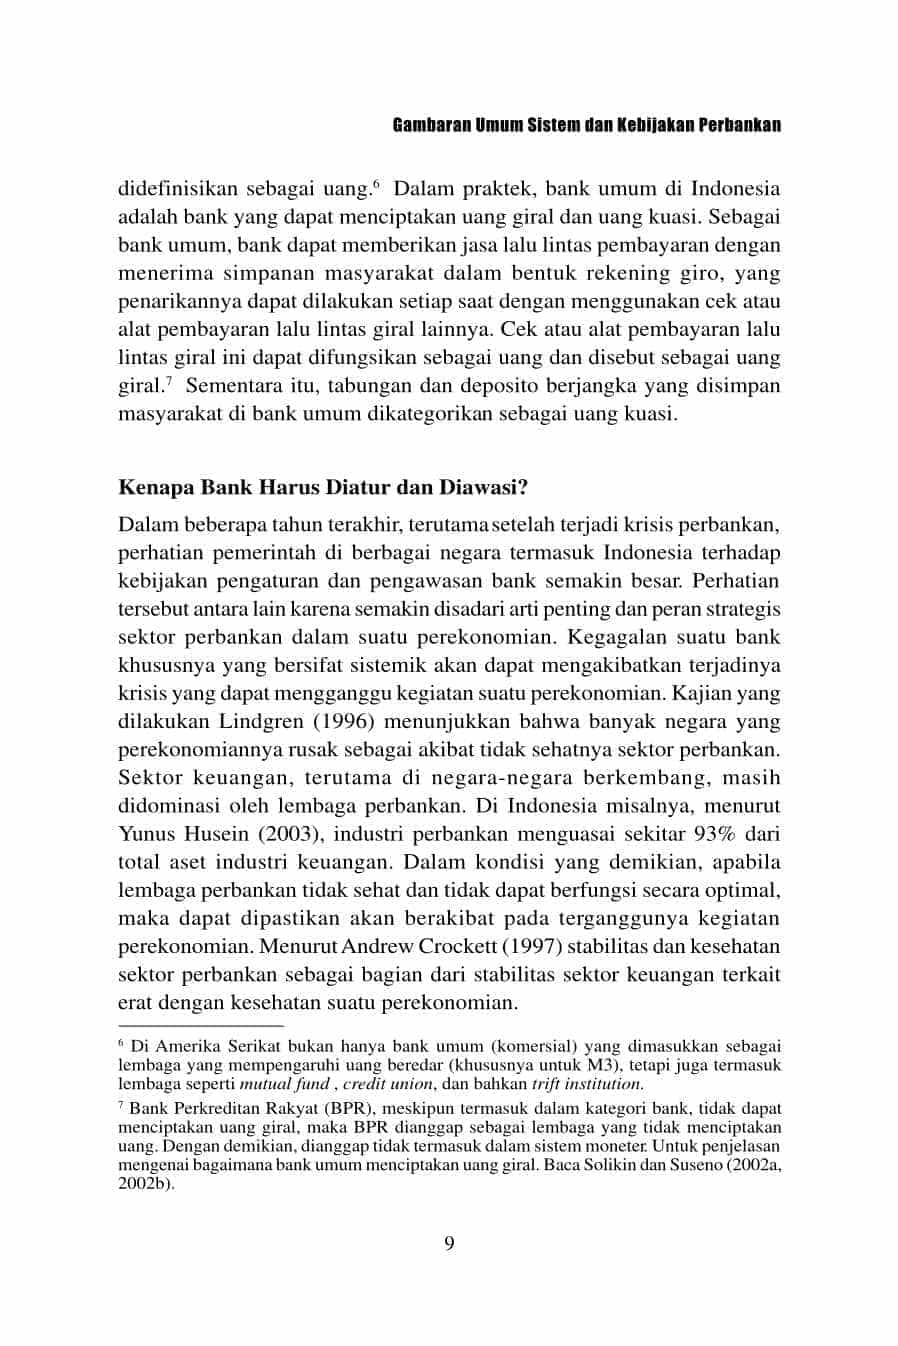 Gambaran Umum Sistem dan Kebijakan Perbankan
didefinisikan sebagai uang.⁶ Dalam praktek, bank umum di Indonesia
adalah bank yang dapat menciptakan uang giral dan uang kuasi. Sebagai
bank umum, bank dapat memberikan jasa lalu lintas pembayaran dengan
menerima simpanan masyarakat dalam bentuk rekening giro, yang
penarikannya dapat dilakukan setiap saat dengan menggunakan cek atau
alat pembayaran lalu lintas giral lainnya. Cek atau alat pembayaran lalu
lintas giral ini dapat difungsikan sebagai uang dan disebut sebagai uang
giral.⁷ Sementara itu, tabungan dan deposito berjangka yang disimpan
masyarakat di bank umum dikategorikan sebagai uang kuasi.
Kenapa Bank Harus Diatur dan Diawasi?
Dalam beberapa tahun terakhir, terutama setelah terjadi krisis perbankan,
perhatian pemerintah di berbagai negara termasuk Indonesia terhadap
kebijakan pengaturan dan pengawasan bank semakin besar. Perhatian
tersebut antara lain karena semakin disadari arti penting dan peran strategis
sektor perbankan dalam suatu perekonomian. Kegagalan suatu bank
khususnya yang bersifat sistemik akan dapat mengakibatkan terjadinya
krisis yang dapat mengganggu kegiatan suatu perekonomian. Kajian yang
dilakukan Lindgren (1996) menunjukkan bahwa banyak negara yang
perekonomiannya rusak sebagai akibat tidak sehatnya sektor perbankan.
Sektor keuangan, terutama di negara-negara berkembang, masih
didominasi oleh lembaga perbankan. Di Indonesia misalnya, menurut
Yunus Husein (2003), industri perbankan menguasai sekitar 93% dari
total aset industri keuangan. Dalam kondisi yang demikian, apabila
lembaga perbankan tidak sehat dan tidak dapat berfungsi secara optimal,
maka dapat dipastikan akan berakibat pada terganggunya kegiatan
perekonomian. Menurut Andrew Crockett (1997) stabilitas dan kesehatan
sektor perbankan sebagai bagian dari stabilitas sektor keuangan terkait
erat dengan kesehatan suatu perekonomian.
⁶ Di Amerika Serikat bukan hanya bank umum (komersial) yang dimasukkan sebagai
lembaga yang mempengaruhi uang beredar (khususnya untuk M3), tetapi juga termasuk
lembaga seperti mutual fund , credit union, dan bahkan trift institution.
⁷ Bank Perkreditan Rakyat (BPR), meskipun termasuk dalam kategori bank, tidak dapat
menciptakan uang giral, maka BPR dianggap sebagai lembaga yang tidak menciptakan
uang. Dengan demikian, dianggap tidak termasuk dalam sistem moneter. Untuk penjelasan
mengenai bagaimana bank umum menciptakan uang giral. Baca Solikin dan Suseno (2002a,
2002b).
9